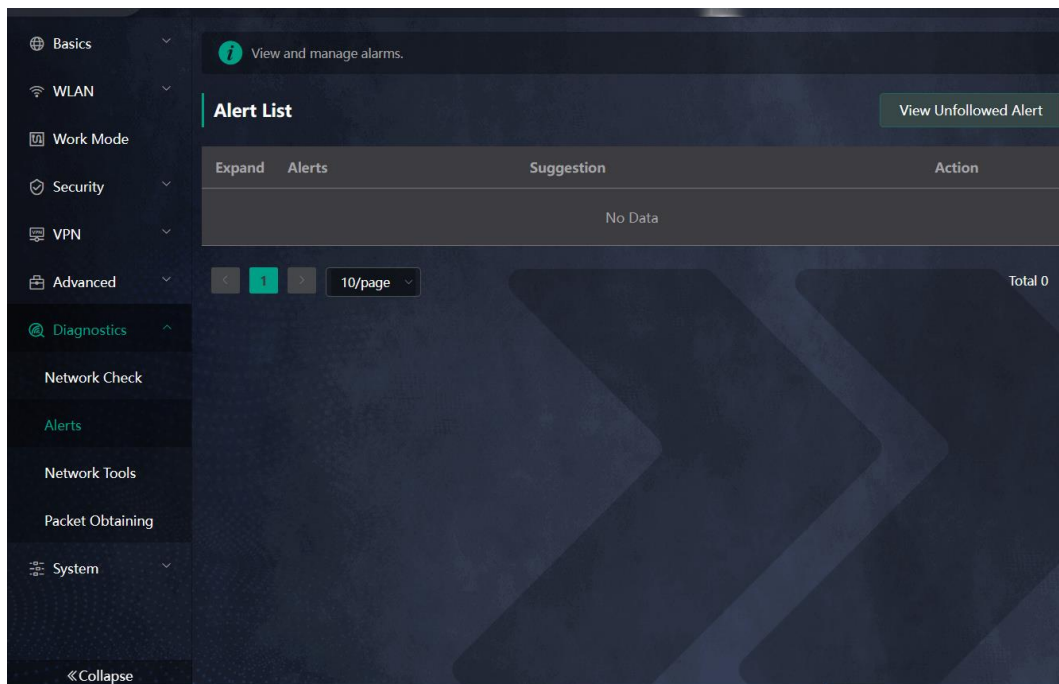 Basics
WLAN
Work Mode
Security
VPN
VPN
Advanced
Diagnostics
Network Check
Alerts
Network Tools
Packet Obtaining
System
«Collapse
i View and manage alarms.
Alert List
View Unfollowed Alert
Expand Alerts Suggestion Action
No Data
< 1 > 10/page
Total 0